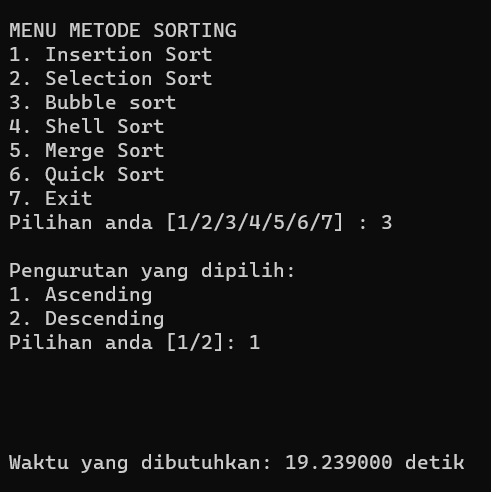 MENU METODE SORTING
1. Insertion Sort
2. Selection Sort
3. Bubble sort
4. Shell Sort
5. Merge Sort
6. Quick Sort
7. Exit
Pilihan anda [1/2/3/4/5/6/7] : 3
Pengurutan yang dipilih:
1. Ascending
2. Descending
Pilihan anda [1/2]: 1
Waktu yang dibutuhkan: 19.239000 detik